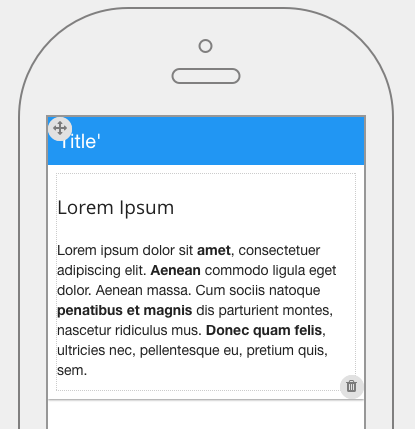 Title'
Lorem Ipsum
Lorem ipsum dolor sit amet, consectetuer
adipiscing elit. Aenean commodo ligula eget
dolor. Aenean massa. Cum sociis natoque
penatibus et magnis dis parturient montes,
nascetur ridiculus mus. Donec quam felis,
ultricies nec, pellentesque eu, pretium quis,
sem.